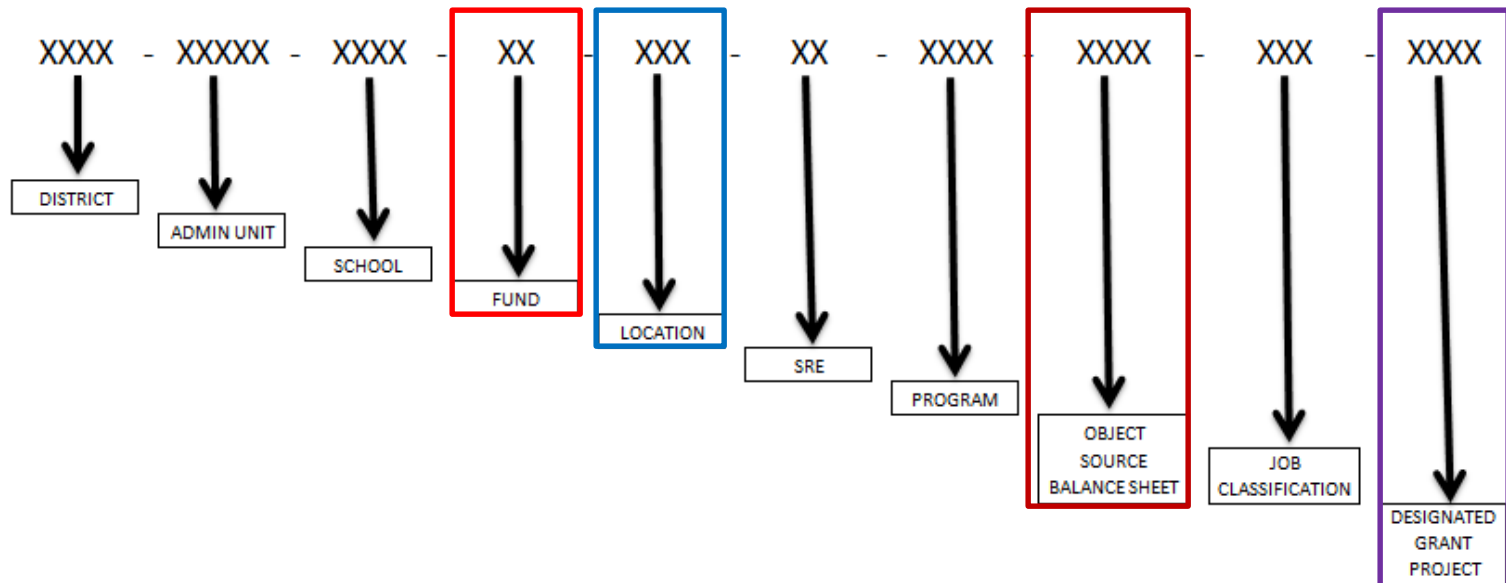 XXXX - XXXXX - XXXX - XX - XXX - XX - XXXX - XXXX - XXX - XXXX
DISTRICT
ADMIN UNIT
SCHOOL
FUND
LOCATION
SRE
PROGRAM
OBJECT
SOURCE
BALANCE SHEET
JOB
CLASSIFICATION
DESIGNATED
GRANT
PROJECT